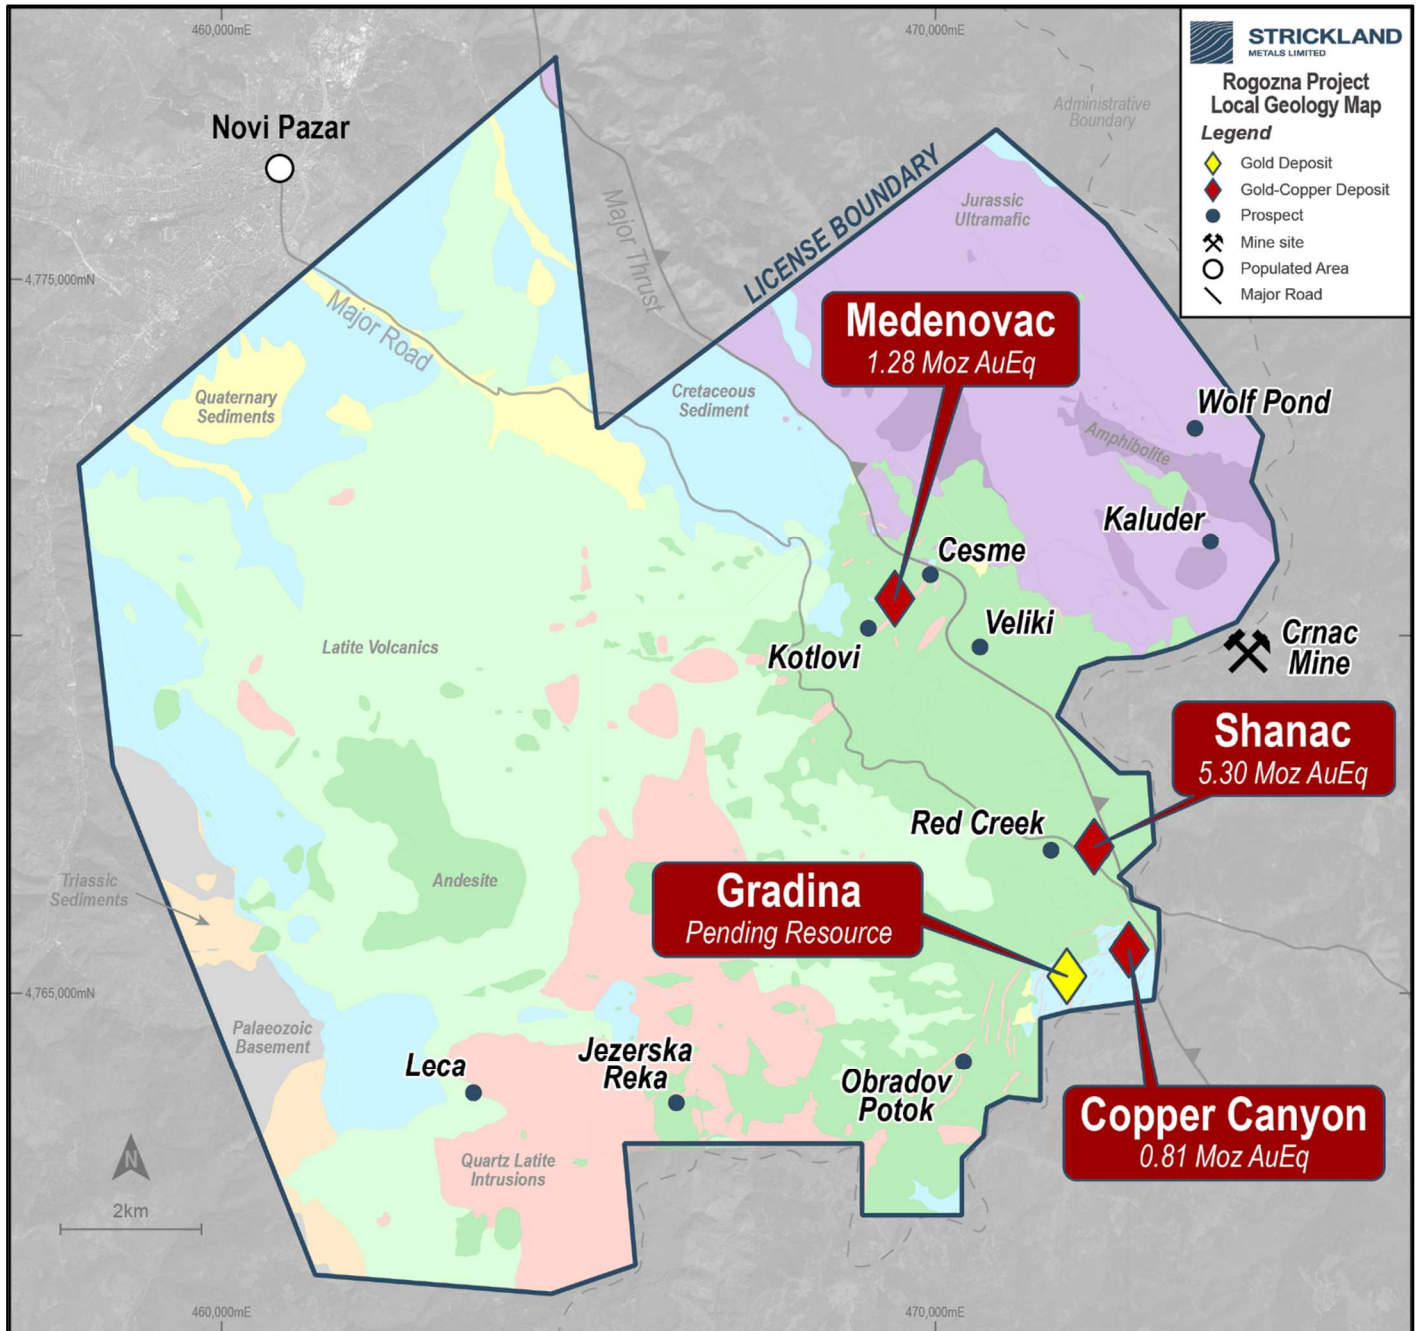 460,000mE
470,000mE
STRICKLAND
METALS LIMITED
Rogozna Project
Local Geology Map
Legend
Gold Deposit
Gold-Copper Deposit
Prospect
Mine site
Populated Area
Major Road
Administrative
Boundary
Novi Pazar
LICENSE BOUNDARY
Jurassic
Ultramafic
Major Thrust
4,775,000mN
Major Road
Medenovac
1.28 Moz AuEq
Quaternary
Sediments
Cretaceous
Sediment
Wolf Pond
Amphibolite
Kaluder
Cesme
Veliki
Kotlovi
Crnac
Mine
Latite Volcanics
Shanac
5.30 Moz AuEq
Red Creek
Andesite
Triassic
Sediments
Gradina
Pending Resource
4,765,000mN
Palaeozoic
Basement
Leca
Jezerska
Reka
Obradov
Potok
Copper Canyon
0.81 Moz AuEq
Quartz Latite
Intrusions
N
2km
460,000mE
470,000mE